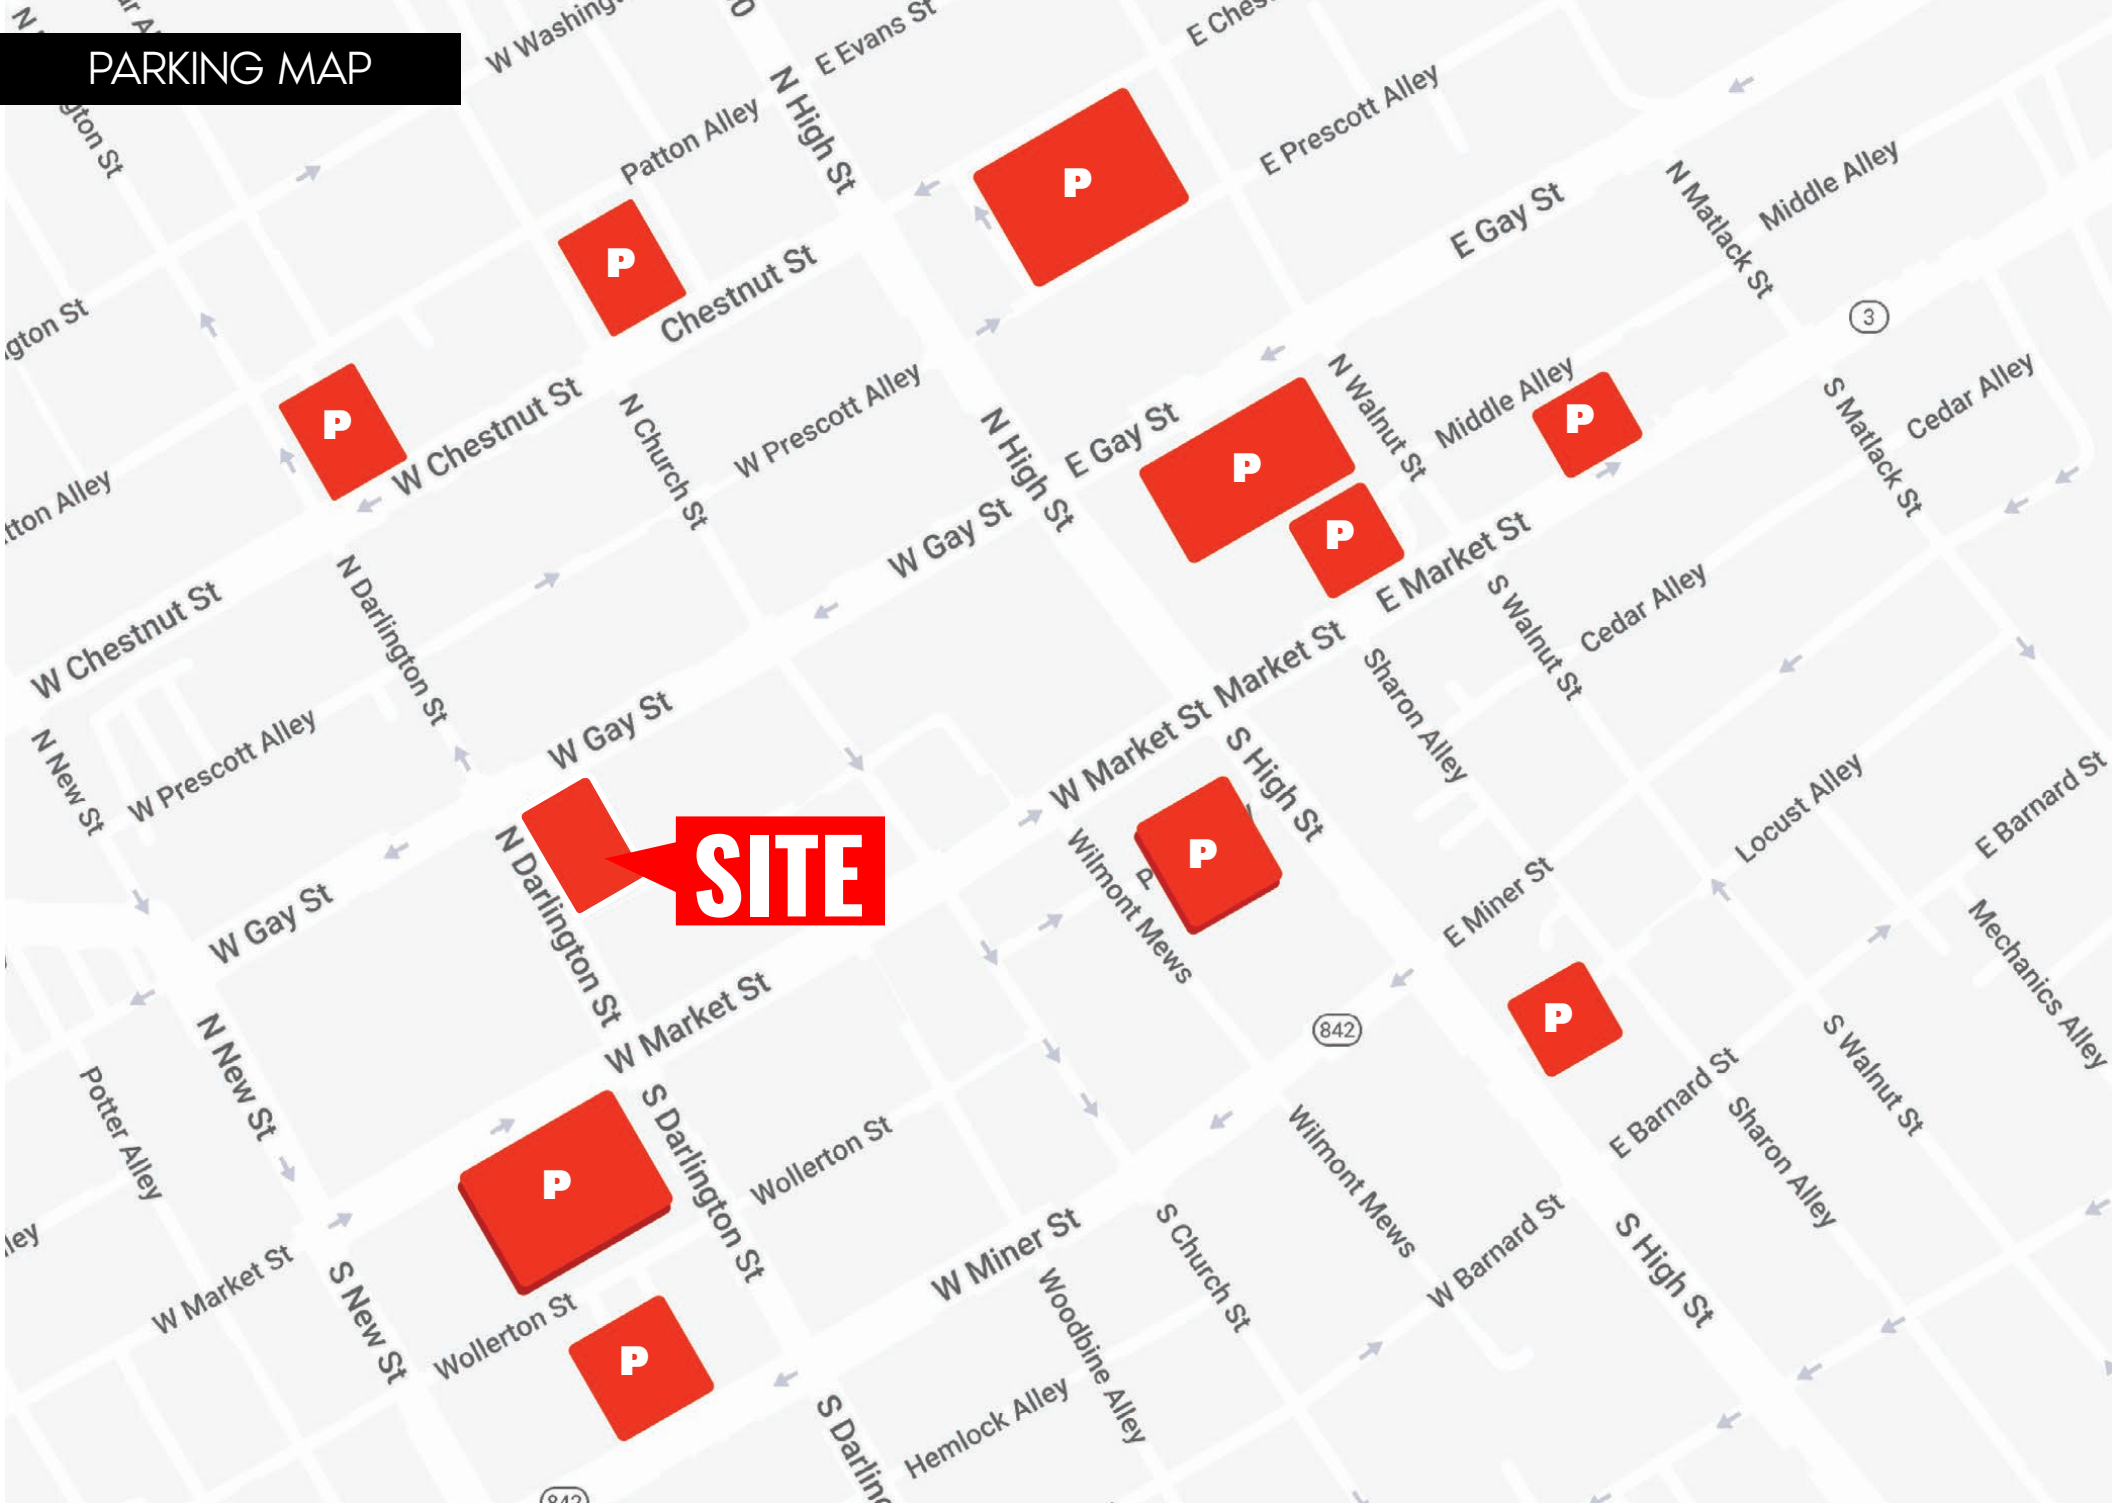 PARKING MAP
N
W Washing
E Evans St
E Ches
gton St
Patton Alley
N High St
E Prescott Alley
P
Middle Alley
N Matlack St
E Gay St
P
Chestnut St
gton St
3
P
W Chestnut St
N Church St
W Prescott Alley
N High St
E Gay St
P
N Walnut St
Middle Alley
P
S Matlack St
Cedar Alley
tton Alley
P
W Gay St
E Market St
W Chestnut St
N Darlington St
S Walnut St
Cedar Alley
Market St
Sharon Alley
W Gay St
W Market St
S High St
N New St
W Prescott Alley
Locust Alley
E Barnard St
SITE
N Darlington St
Wilmont Mews
P
P
W Gay St
E Miner St
Mechanics Alley
W Market St
842
P
N New St
S Walnut St
Potter Alley
S Darlington St
Wollerton St
Wilmont Mews
E Barnard St
Sharon Alley
P
ley
W Market St
S New St
W Miner St
S Church St
W Barnard St
S High St
Wollerton St
P
Woodbine Alley
Hemlock Alley
S Darling
842